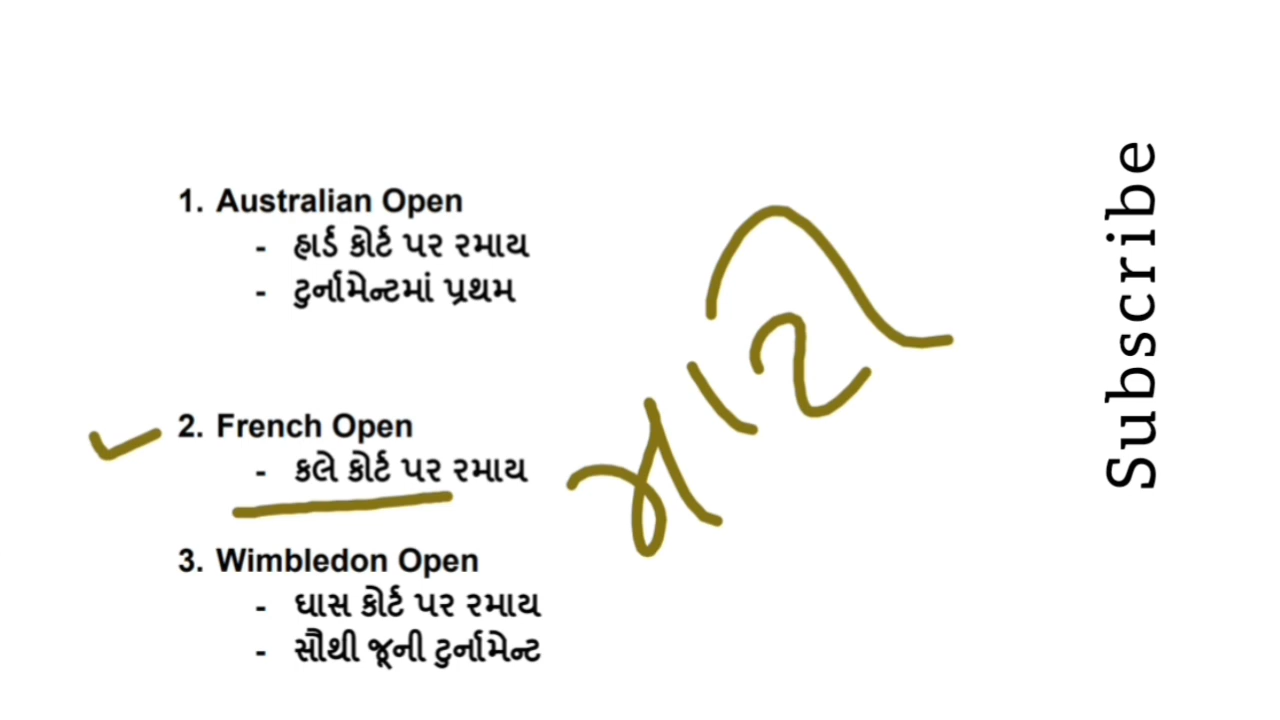 1. Australian Open
- હાર્ડ કોર્ટ પર રમાય
- ટુર્નામેન્ટમાં પ્રથમ
2. French Open
- કલે કોર્ટ પર રમાય
3. Wimbledon Open
- ઘાસ કોર્ટ પર રમાય
- સૌથી જૂની ટુર્નામેન્ટ
માટી
Subscribe